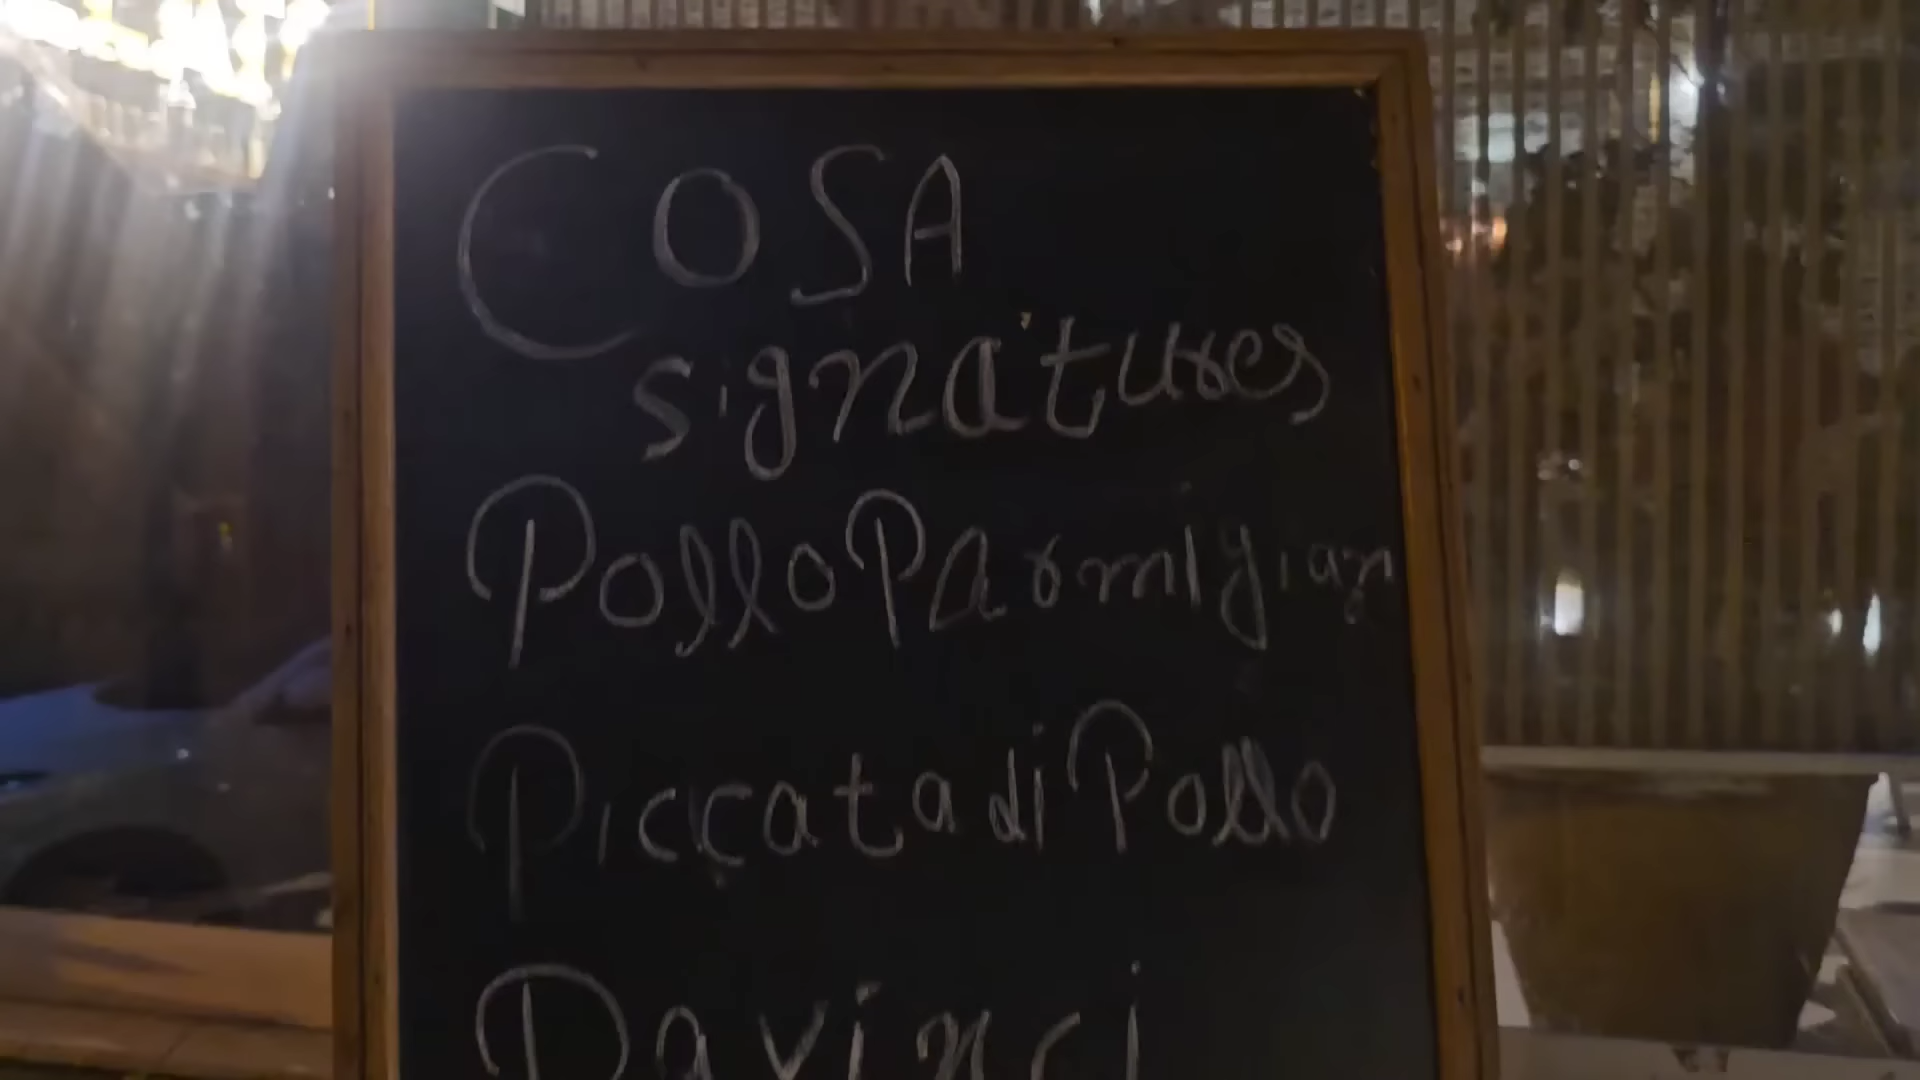 COSA
signatures
Pollo Parmigian
Piccata di Pollo
Davinci